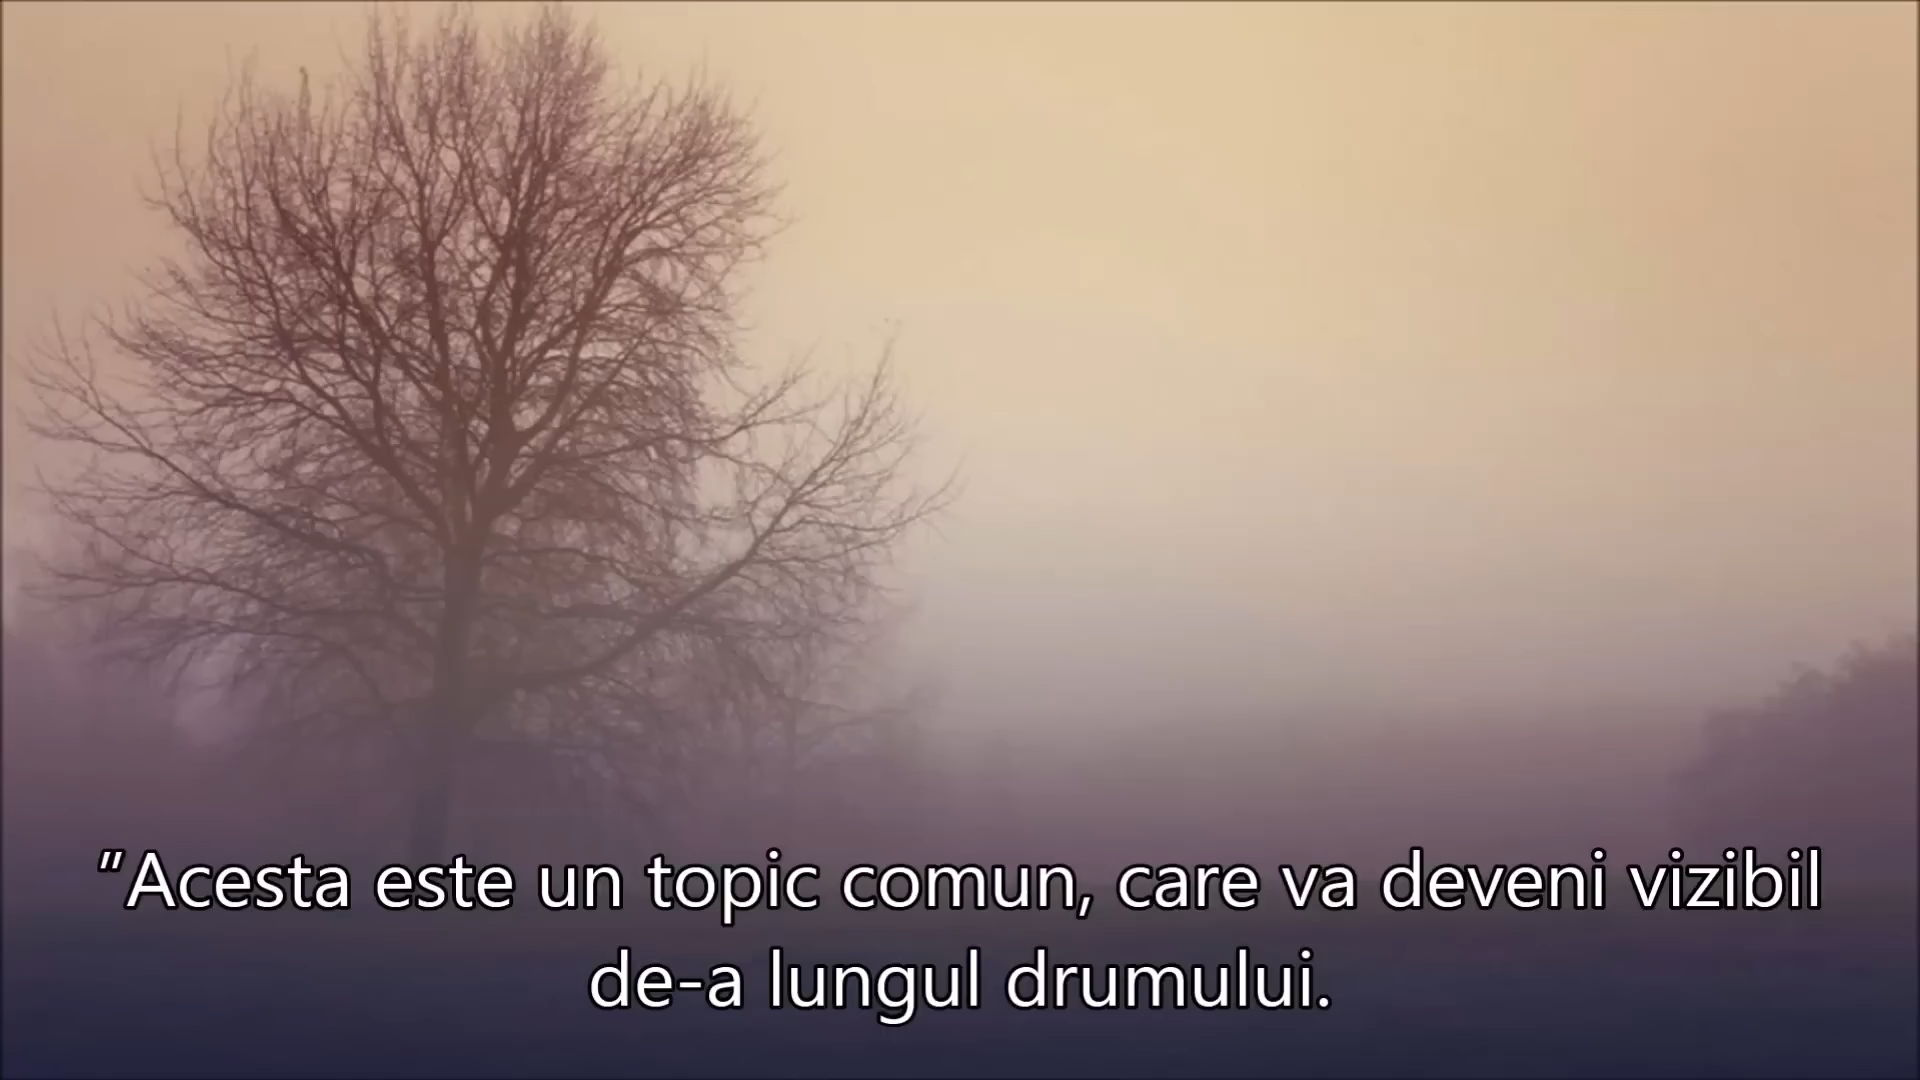 "Acesta este un topic comun, care va deveni vizibil
de-a lungul drumului.